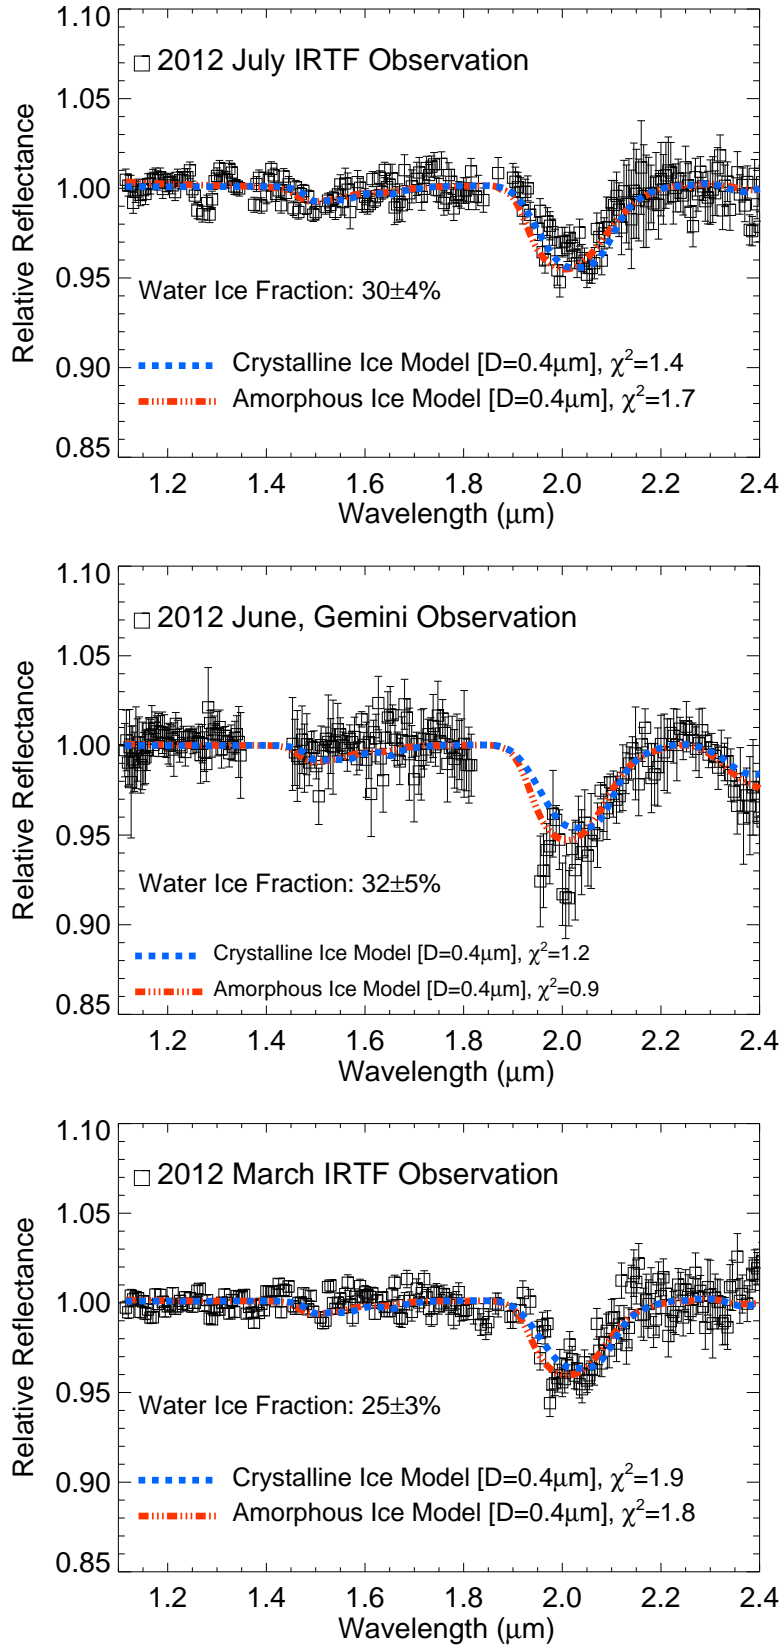 1.10
□ 2012 July IRTF Observation
1.05
1.00
0.95
0.90
0.85
Relative Reflectance
Water Ice Fraction: 30±4%
Crystalline Ice Model [D=0.4μm], χ²=1.4
Amorphous Ice Model [D=0.4μm], χ²=1.7
1.2 1.4 1.6 1.8 2.0 2.2 2.4
Wavelength (μm)
1.10
□ 2012 June, Gemini Observation
1.05
1.00
0.95
0.90
0.85
Relative Reflectance
Water Ice Fraction: 32±5%
Crystalline Ice Model [D=0.4μm], χ²=1.2
Amorphous Ice Model [D=0.4μm], χ²=0.9
1.2 1.4 1.6 1.8 2.0 2.2 2.4
Wavelength (μm)
1.10
□ 2012 March IRTF Observation
1.05
1.00
0.95
0.90
0.85
Relative Reflectance
Water Ice Fraction: 25±3%
Crystalline Ice Model [D=0.4μm], χ²=1.9
Amorphous Ice Model [D=0.4μm], χ²=1.8
1.2 1.4 1.6 1.8 2.0 2.2 2.4
Wavelength (μm)